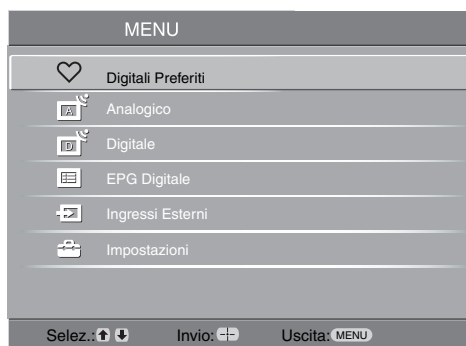 MENU
Digitali Preferiti
A Analogico
D Digitale
EPG Digitale
Ingressi Esterni
Impostazioni
Selez.: Invio: Uscita: MENU